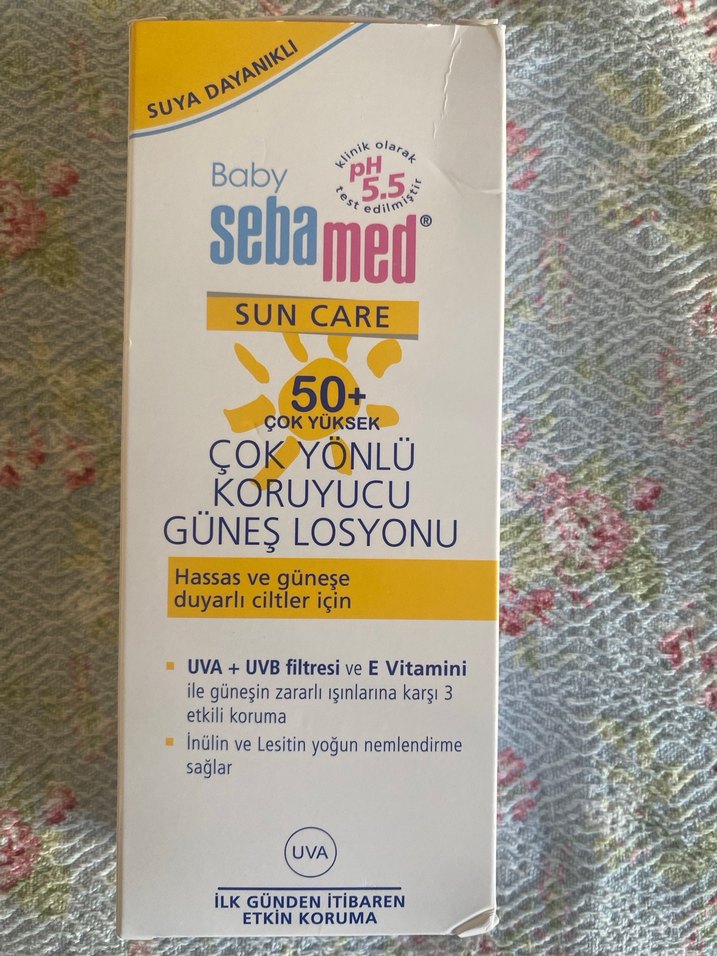 SUYA DAYANIKLI
klinik olarak
pH
5.5
test edilmiştir
Baby
sebamed®
SUN CARE
50+
ÇOK YÜKSEK
ÇOK YÖNLÜ
KORUYUCU
GÜNEŞ LOSYONU
Hassas ve güneşe
duyarlı ciltler için
▪ UVA + UVB filtresi ve E Vitamini
ile güneşin zararlı ışınlarına karşı 3
etkili koruma
▪ İnülin ve Lesitin yoğun nemlendirme
sağlar
UVA
İLK GÜNDEN İTİBAREN
ETKİN KORUMA